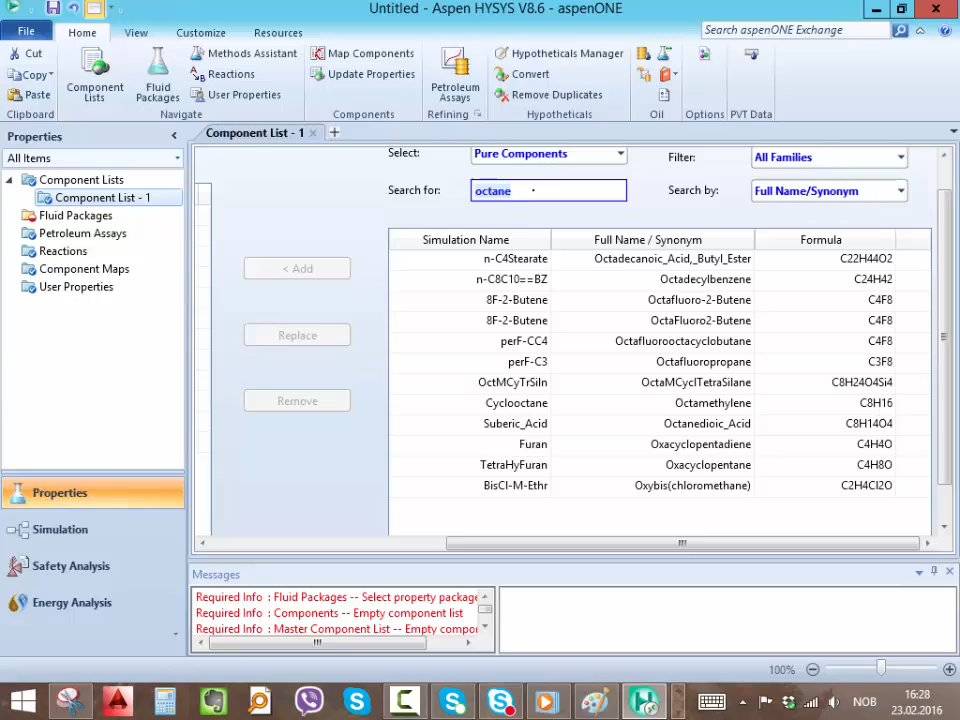 Untitled - Aspen HYSYS V8.6 - aspenONE
File
Home
View
Customize
Resources
Search aspenONE Exchange
Cut
Copy
Paste
Clipboard
Component Lists
Fluid Packages
Methods Assistant
Reactions
User Properties
Navigate
Map Components
Update Properties
Components
Petroleum Assays
Refining
Hypotheticals Manager
Convert
Remove Duplicates
Hypotheticals
Oil
Options
PVT Data
Properties
All Items
Component Lists
Component List - 1
Fluid Packages
Petroleum Assays
Reactions
Component Maps
User Properties
Properties
Simulation
Safety Analysis
Energy Analysis
Component List - 1
Select: Pure Components Filter: All Families
Search for: octane Search by: Full Name/Synonym
< Add
Replace
Remove
Simulation Name Full Name / Synonym Formula
n-C4Stearate Octadecanoic_Acid,_Butyl_Ester C22H44O2
n-C8C10==BZ Octadecylbenzene C24H42
8F-2-Butene Octafluoro-2-Butene C4F8
8F-2-Butene OctaFluoro2-Butene C4F8
perF-CC4 Octafluorooctacyclobutane C4F8
perF-C3 Octafluoropropane C3F8
OctMCyTrSiln OctaMCyclTetraSilane C8H24O4Si4
Cyclooctane Octamethylene C8H16
Suberic_Acid Octanedioic_Acid C8H14O4
Furan Oxacyclopentadiene C4H4O
TetraHyFuran Oxacyclopentane C4H8O
BisCl-M-Ethr Oxybis(chloromethane) C2H4Cl2O
Messages
Required Info : Fluid Packages -- Select property package
Required Info : Components -- Empty component list
Required Info : Master Component List -- Empty compo
100%
NOB
16:28
23.02.2016